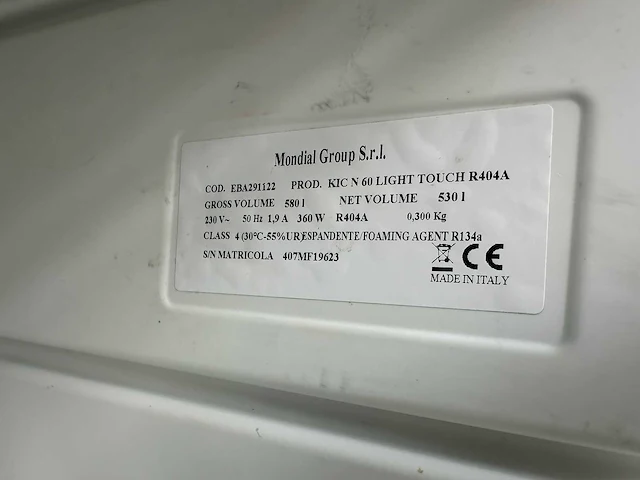 Mondial Group S.r.l.
COD. EBA291122 PROD. KIC N 60 LIGHT TOUCH R404A
GROSS VOLUME 580 l NET VOLUME 530 l
230 V~ 50 Hz 1,9 A 360 W R404A 0,300 Kg
CLASS 4 (30°C-55%UR)ESPANDENTE/FOAMING AGENT R134a
S/N MATRICOLA 407MF19623
CE
MADE IN ITALY